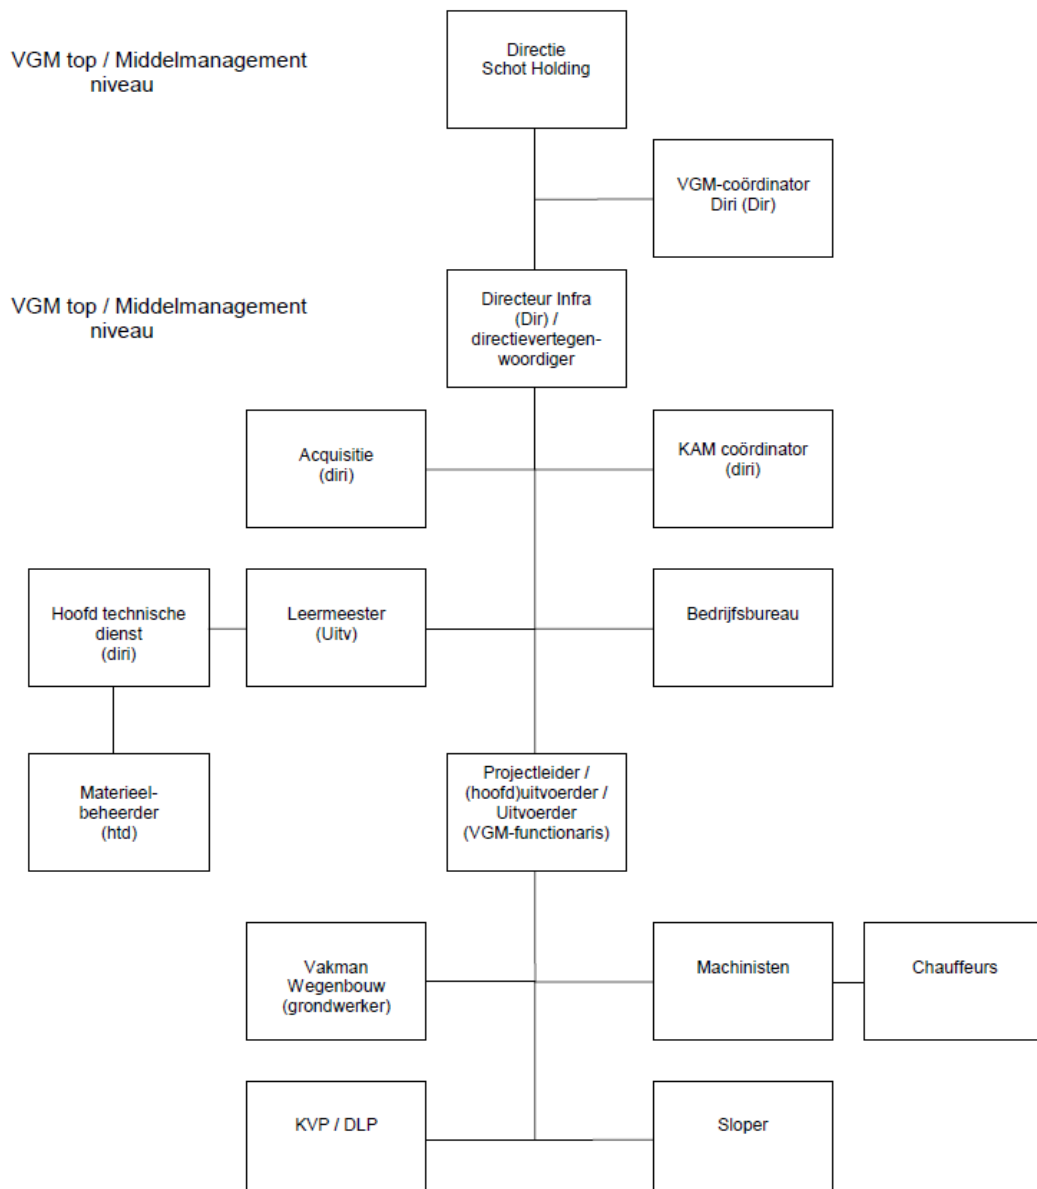 VGM top / Middelmanagement
niveau
Directie
Schot Holding
VGM-coördinator
Diri (Dir)
VGM top / Middelmanagement
niveau
Directeur Infra
(Dir) /
directievertegen-
woordiger
Acquisitie
(diri)
KAM coördinator
(diri)
Hoofd technische
dienst
(diri)
Leermeester
(Uitv)
Bedrijfsbureau
Materieel-
beheerder
(htd)
Projectleider /
(hoofd)uitvoerder /
Uitvoerder
(VGM-functionaris)
Vakman
Wegenbouw
(grondwerker)
Machinisten
Chauffeurs
KVP / DLP
Sloper